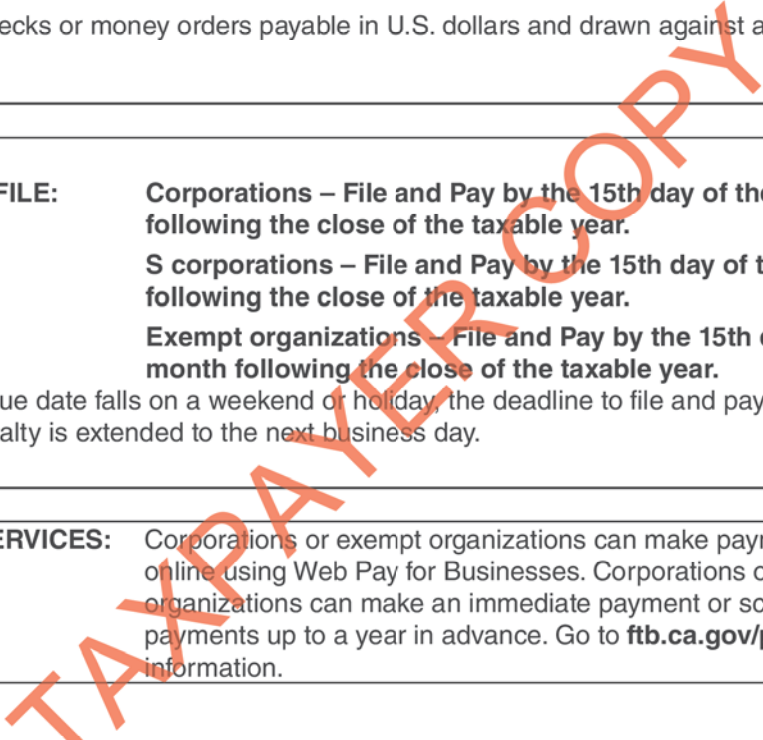 ecks or money orders payable in U.S. dollars and drawn against a
FILE: Corporations – File and Pay by the 15th day of the
following the close of the taxable year.
S corporations – File and Pay by the 15th day of t
following the close of the taxable year.
Exempt organizations – File and Pay by the 15th
month following the close of the taxable year.
ue date falls on a weekend or holiday, the deadline to file and pay
alty is extended to the next business day.
ERVICES: Corporations or exempt organizations can make payr
online using Web Pay for Businesses. Corporations o
organizations can make an immediate payment or sc
payments up to a year in advance. Go to ftb.ca.gov/p
information.
TAXPAYER COPY